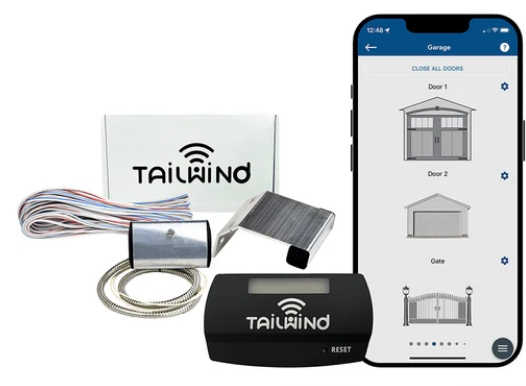 TAILWIND
TAILWIND
RESET
12:48
Garage
?
CLOSE ALL DOORS
Door 1
Door 2
Gate